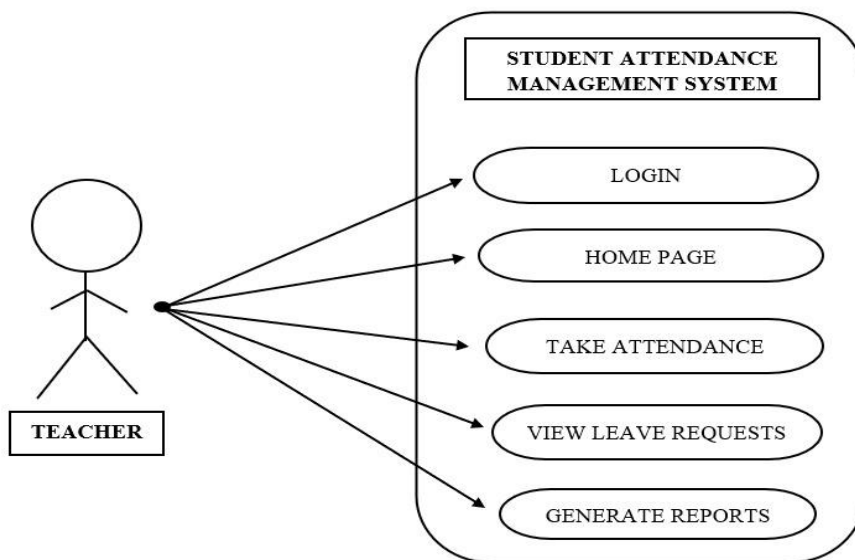 STUDENT ATTENDANCE
MANAGEMENT SYSTEM
LOGIN
HOME PAGE
TAKE ATTENDANCE
VIEW LEAVE REQUESTS
GENERATE REPORTS
TEACHER